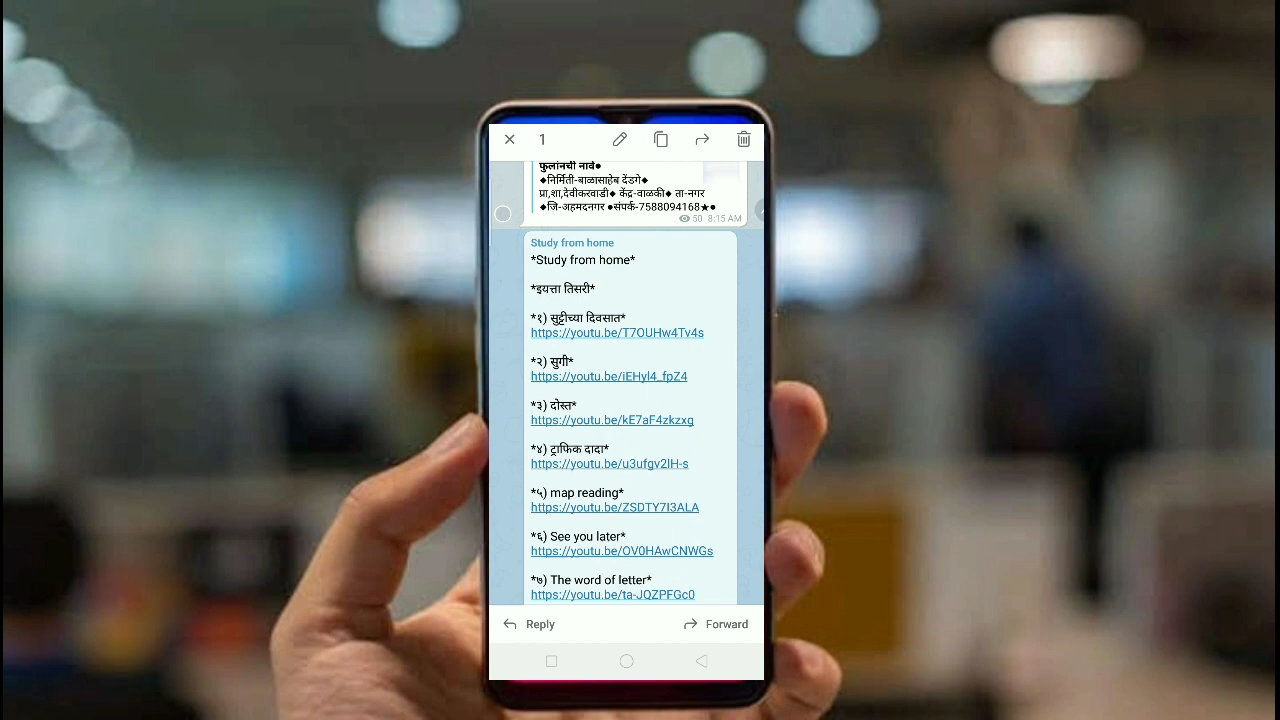 1
फुलांनची नावे●
◆निर्मिती-बाळासाहेब देंडगे◆
प्रा,शा,देवीकरवाडी◆ केंद्र-वाळकी◆ ता-नगर
◆जि-अहमदनगर ●संपर्क-7588094168★●
50 8:15 AM
Study from home
*Study from home*
*इयत्ता तिसरी*
*१) सुट्टीच्या दिवसात*
https://youtu.be/T7OUHw4Tv4s
*२) सुगी*
https://youtu.be/iEHyl4_fpZ4
*३) दोस्त*
https://youtu.be/kE7aF4zkzxg
*४) ट्राफिक दादा*
https://youtu.be/u3ufgv2lH-s
*५) map reading*
https://youtu.be/ZSDTY7I3ALA
*६) See you later*
https://youtu.be/OV0HAwCNWGs
*७) The word of letter*
https://youtu.be/ta-JQZPFGc0
Reply Forward